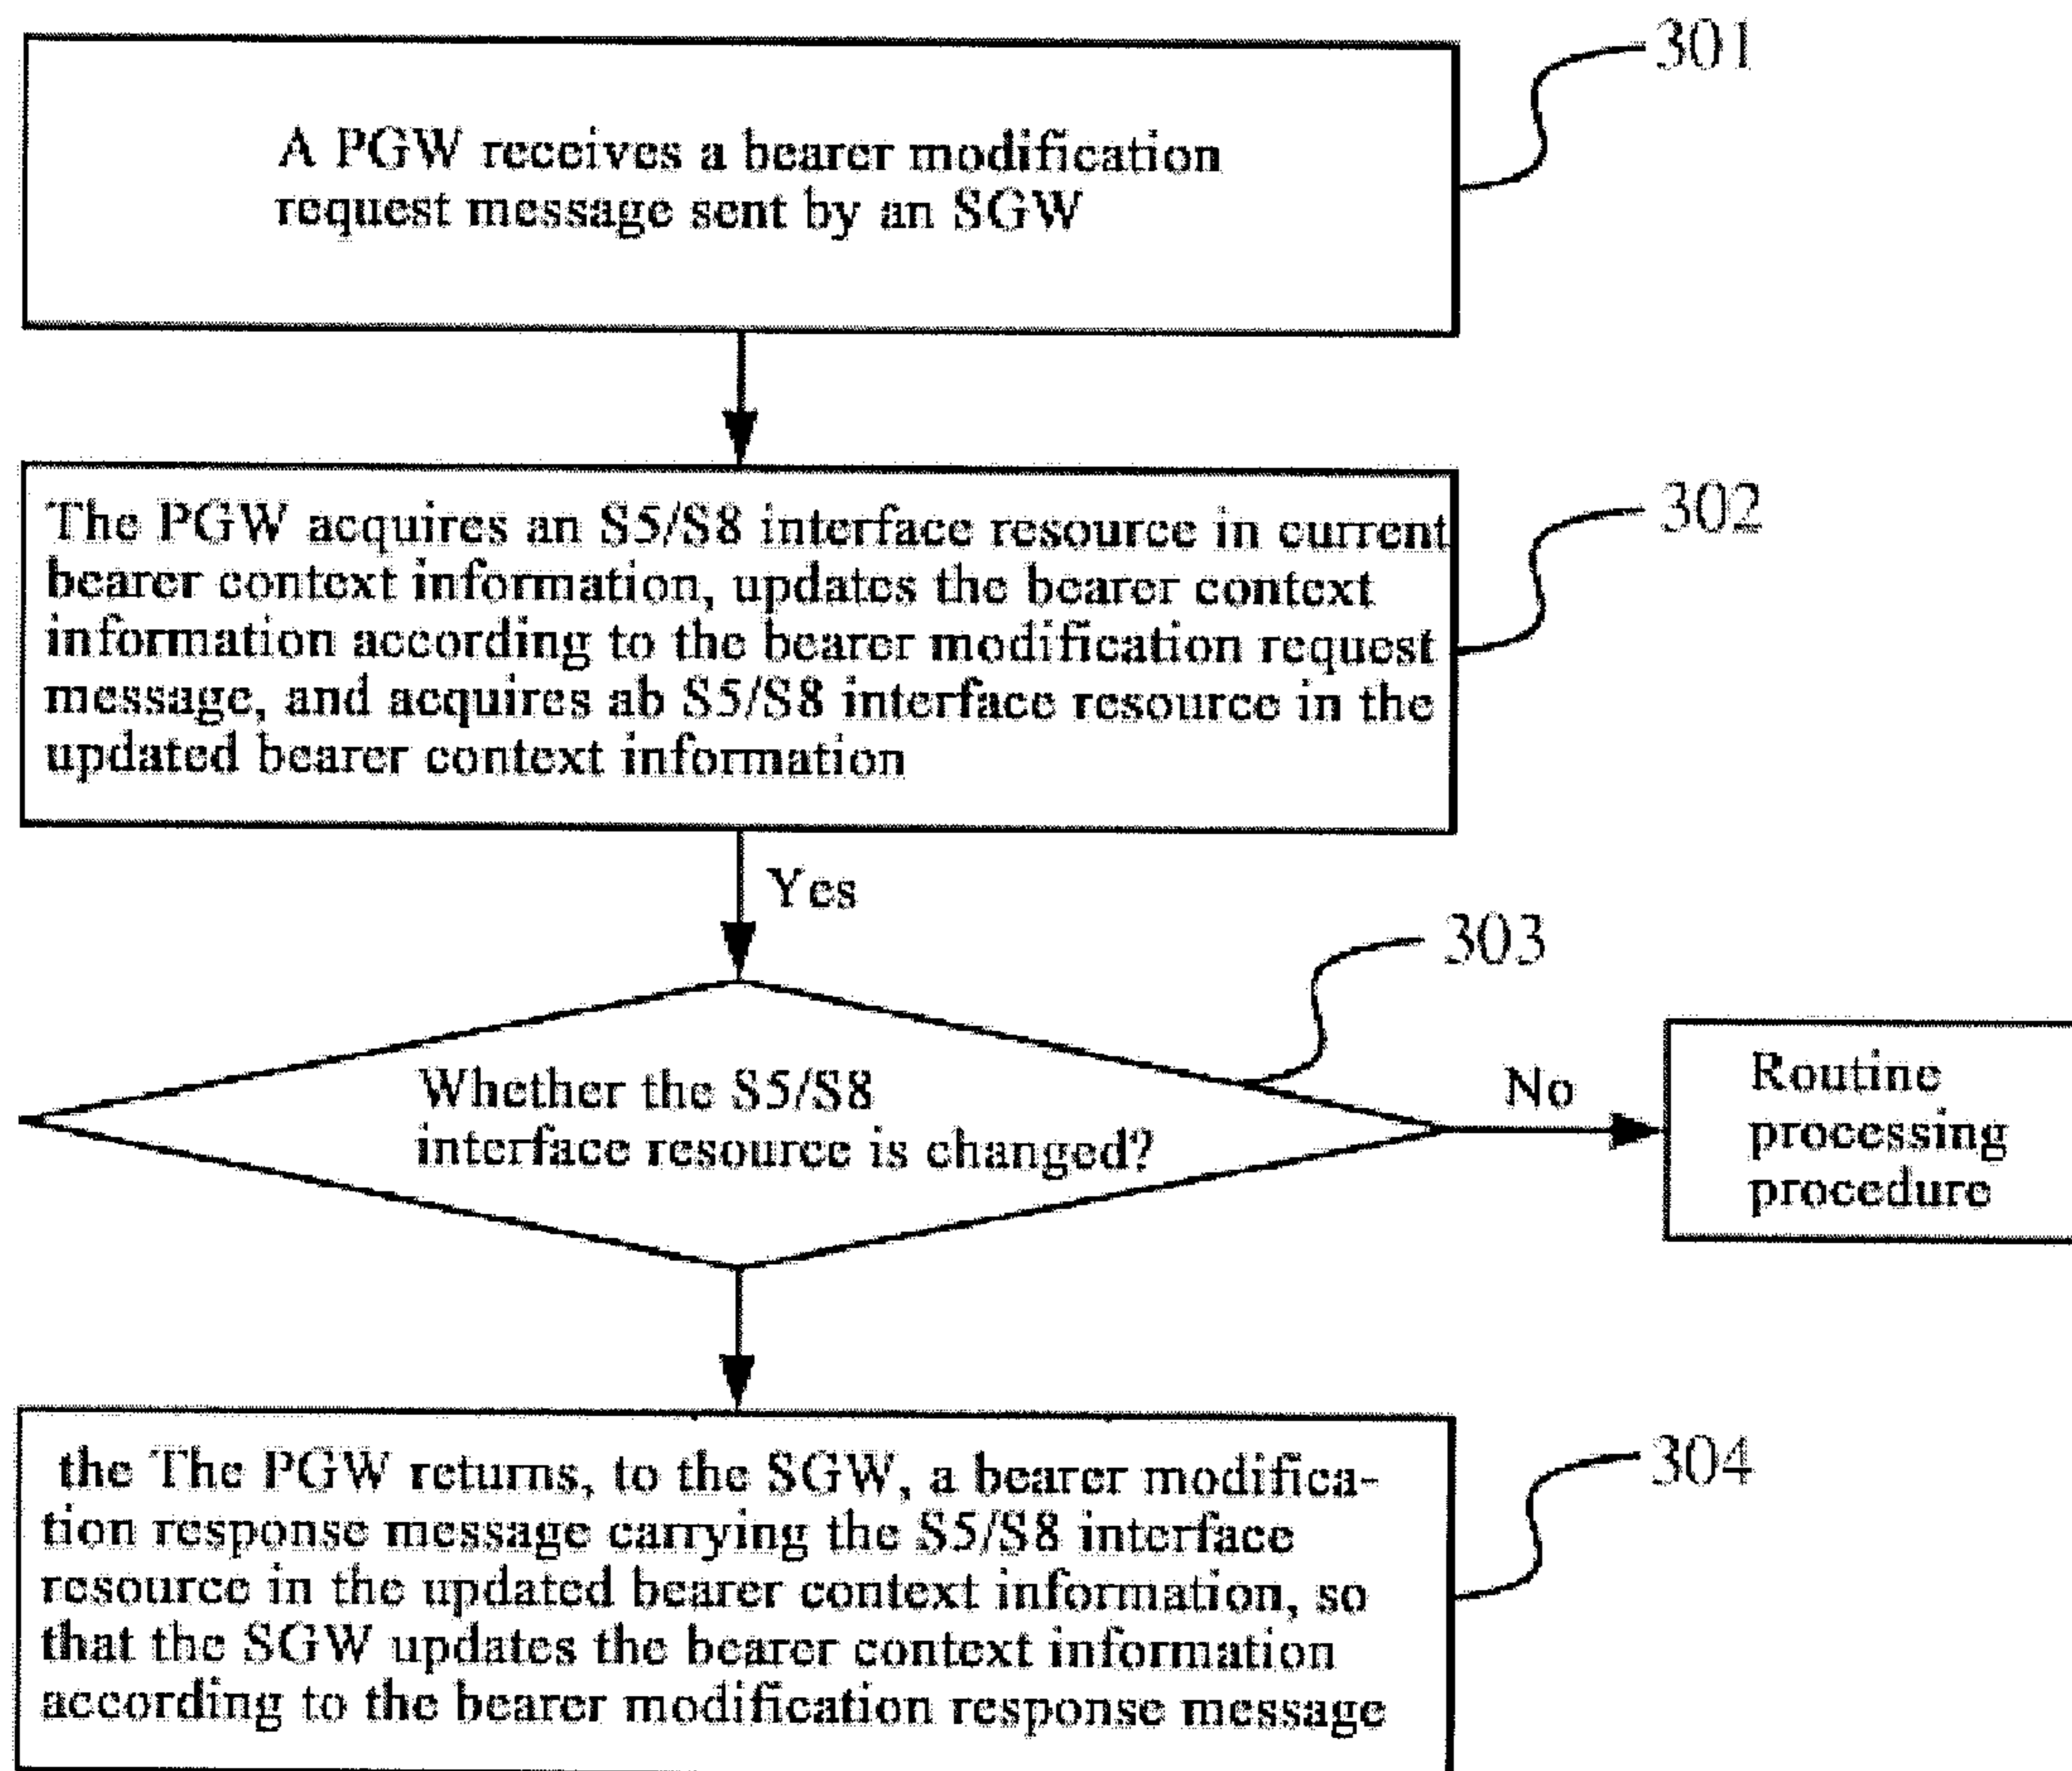 301
A PGW receives a bearer modification
request message sent by an SGW
302
The PGW acquires an S5/S8 interface resource in current
bearer context information, updates the bearer context
information according to the bearer modification request
message, and acquires ab S5/S8 interface resource in the
updated bearer context information
Yes
303
Whether the S5/S8
interface resource is changed?
No
Routine
processing
procedure
304
the The PGW returns, to the SGW, a bearer modifica-
tion response message carrying the S5/S8 interface
resource in the updated bearer context information, so
that the SGW updates the bearer context information
according to the bearer modification response message